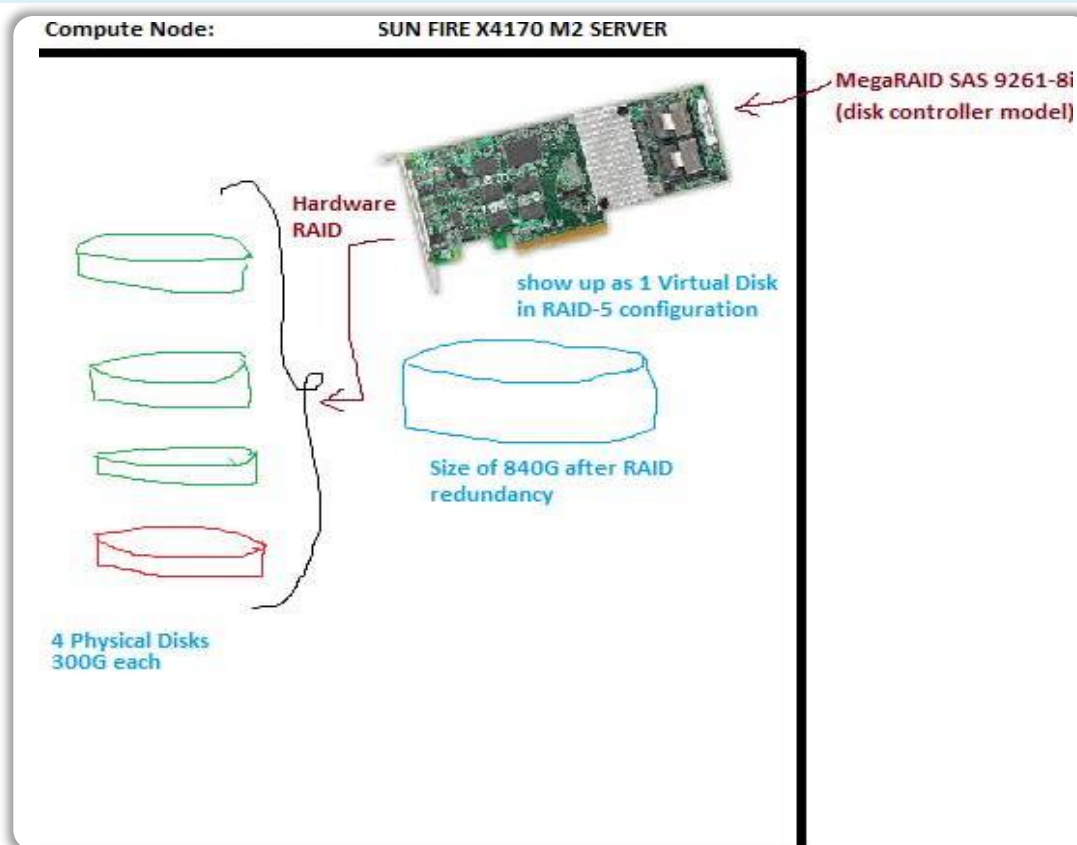 Compute Node: SUN FIRE X4170 M2 SERVER
MegaRAID SAS 9261-8i
(disk controller model)
Hardware
RAID
show up as 1 Virtual Disk
in RAID-5 configuration
Size of 840G after RAID
redundancy
4 Physical Disks
300G each